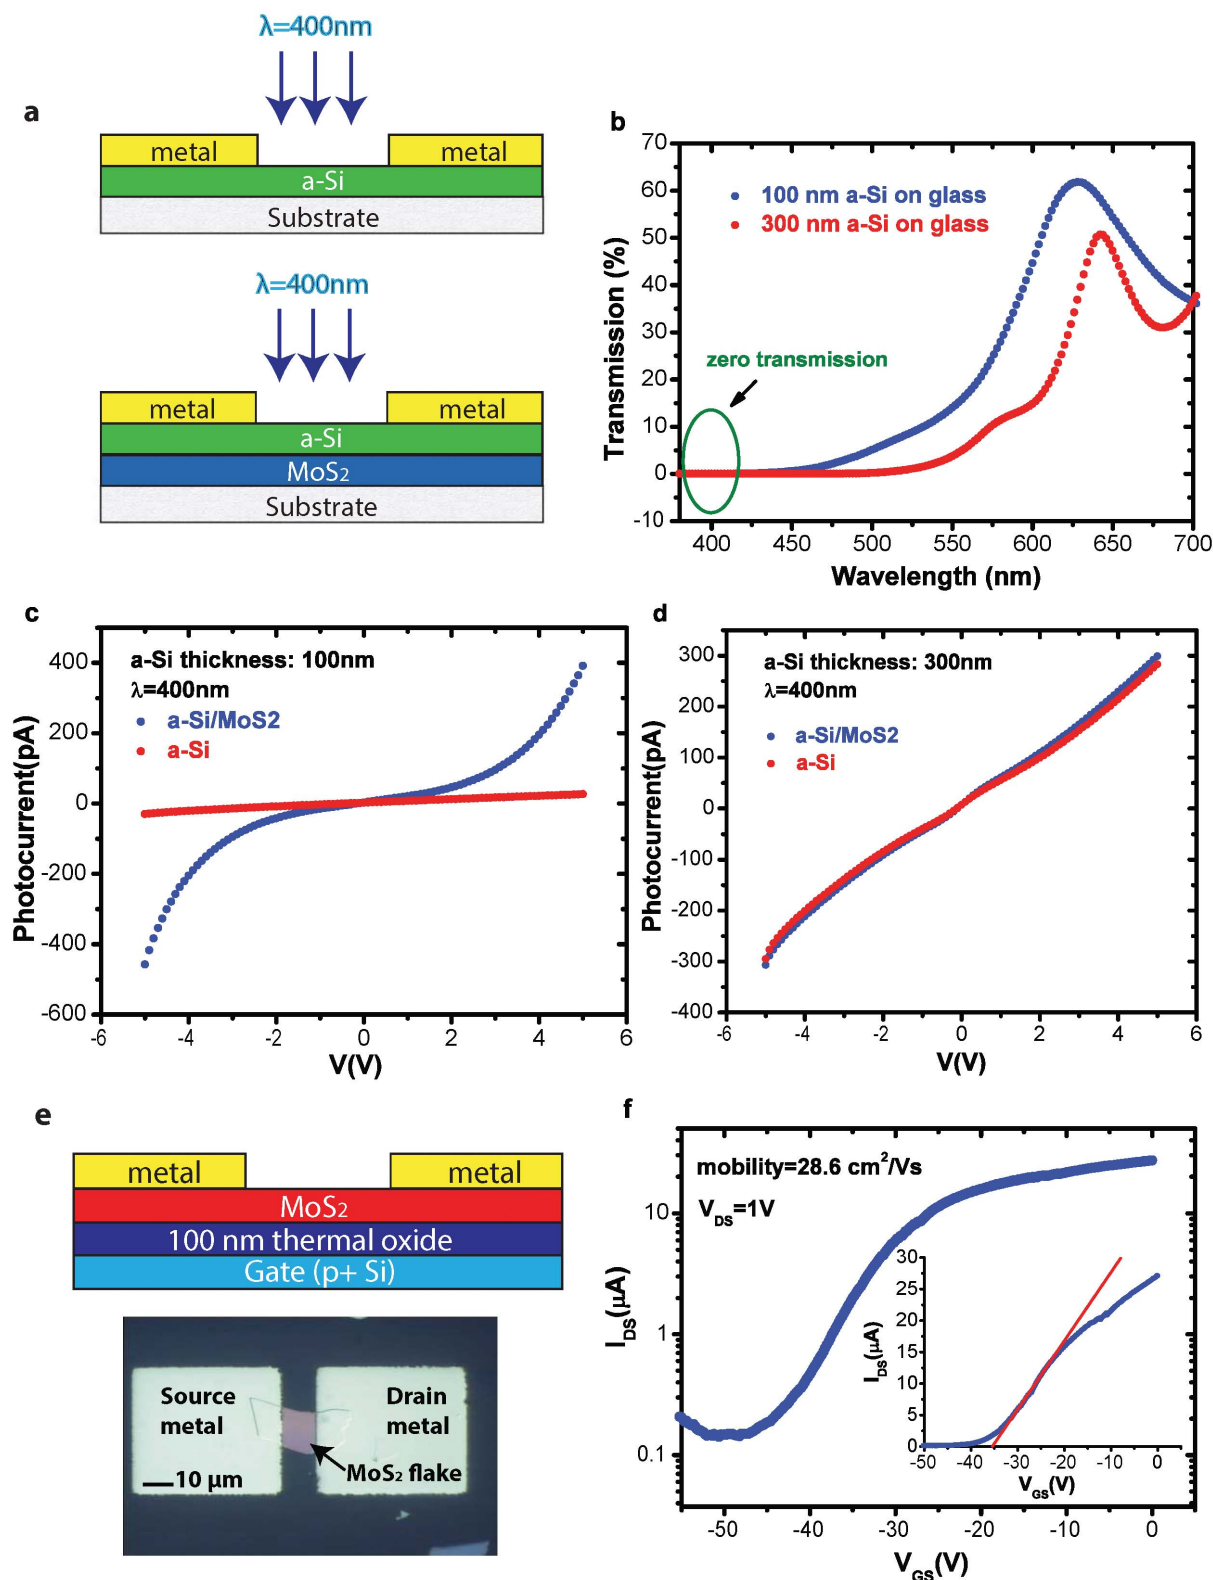 a
λ=400nm
metal
metal
a-Si
Substrate
λ=400nm
metal
metal
a-Si
MoS2
Substrate
b
70
60
50
40
30
20
10
0
-10
Transmission (%)
100 nm a-Si on glass
300 nm a-Si on glass
zero transmission
400
450
500
550
600
650
700
Wavelength (nm)
c
400
200
0
-200
-400
-600
Photocurrent(pA)
a-Si thickness: 100nm
λ=400nm
a-Si/MoS2
a-Si
-6
-4
-2
0
2
4
6
V(V)
d
300
200
100
0
-100
-200
-300
-400
Photocurrent(pA)
a-Si thickness: 300nm
λ=400nm
a-Si/MoS2
a-Si
-6
-4
-2
0
2
4
6
V(V)
e
metal
metal
MoS2
100 nm thermal oxide
Gate (p+ Si)
Source
metal
Drain
metal
10 μm
MoS2 flake
f
mobility=28.6 cm²/Vs
VDS=1V
10
1
0.1
IDS(μA)
-50
-40
-30
-20
-10
0
VGS(V)
30
25
20
15
10
5
0
IDS(μA)
-50
-40
-30
-20
-10
0
VGS(V)